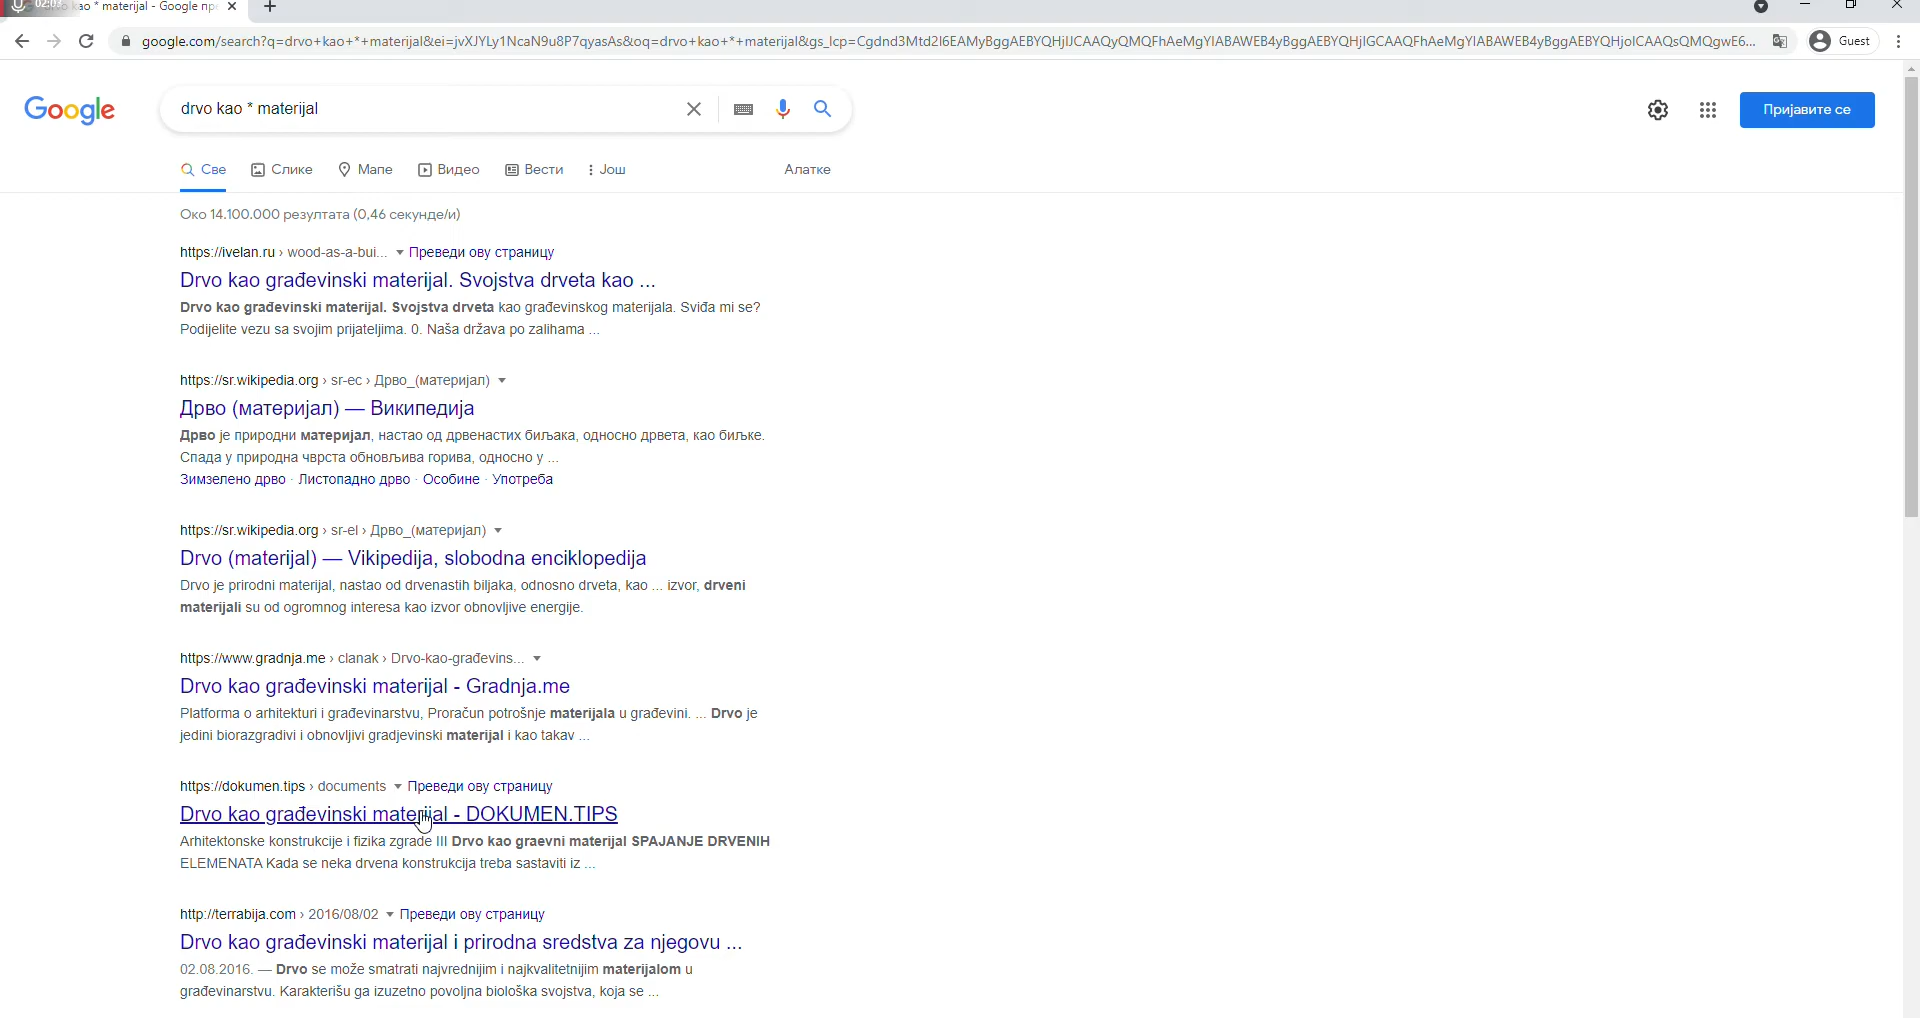 02:03
ao * materijal - Google пре
google.com/search?q=drvo+kao+*+materijal&ei=jvXJYLy1NcaN9u8P7qyasAs&oq=drvo+kao+*+materijal&gs_lcp=Cgdnd3Mtd2l6EAMyBggAEBYQHjIJCAAQyQMQFhAeMgYIABAWEB4yBggAEBYQHjIGCAAQFhAeMgYIABAWEB4yBggAEBYQHjoICAAQsQMQgwE6...
Guest
Google
drvo kao * materijal
Пријавите се
Све
Слике
Мапе
Видео
Вести
Још
Алатке
Око 14.100.000 резултата (0,46 секунде/и)
https://ivelan.ru › wood-as-a-bui... Преведи ову страницу
Drvo kao građevinski materijal. Svojstva drveta kao ...
Drvo kao građevinski materijal. Svojstva drveta kao građevinskog materijala. Sviđa mi se?
Podijelite vezu sa svojim prijateljima. 0. Naša država po zalihama ...
https://sr.wikipedia.org › sr-ec › Дрво_(материјал)
Дрво (материјал) — Википедија
Дрво је природни материјал, настао од дрвенастих биљака, односно дрвета, као биљке.
Спада у природна чврста обновљива горива, односно у ...
Зимзелено дрво · Листопадно дрво · Особине · Употреба
https://sr.wikipedia.org › sr-el › Дрво_(материјал)
Drvo (materijal) — Vikipedija, slobodna enciklopedija
Drvo je prirodni materijal, nastao od drvenastih biljaka, odnosno drveta, kao ... izvor, drveni
materijali su od ogromnog interesa kao izvor obnovljive energije.
https://www.gradnja.me › clanak › Drvo-kao-građevins...
Drvo kao građevinski materijal - Gradnja.me
Platforma o arhitekturi i građevinarstvu, Proračun potrošnje materijala u građevini. ... Drvo je
jedini biorazgradivi i obnovljivi gradjevinski materijal i kao takav ...
https://dokumen.tips › documents Преведи ову страницу
Drvo kao građevinski materijal - DOKUMEN.TIPS
Arhitektonske konstrukcije i fizika zgrade III Drvo kao graevni materijal SPAJANJE DRVENIH
ELEMENATA Kada se neka drvena konstrukcija treba sastaviti iz ...
http://terrabija.com › 2016/08/02 Преведи ову страницу
Drvo kao građevinski materijal i prirodna sredstva za njegovu ...
02.08.2016. — Drvo se može smatrati najvrednijim i najkvalitetnijim materijalom u
građevinarstvu. Karakterišu ga izuzetno povoljna biološka svojstva, koja se ...